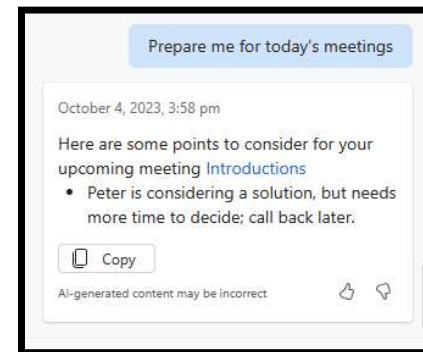 Prepare me for today's meetings
October 4, 2023, 3:58 pm
Here are some points to consider for your
upcoming meeting Introductions
• Peter is considering a solution, but needs
more time to decide; call back later.
Copy
AI-generated content may be incorrect